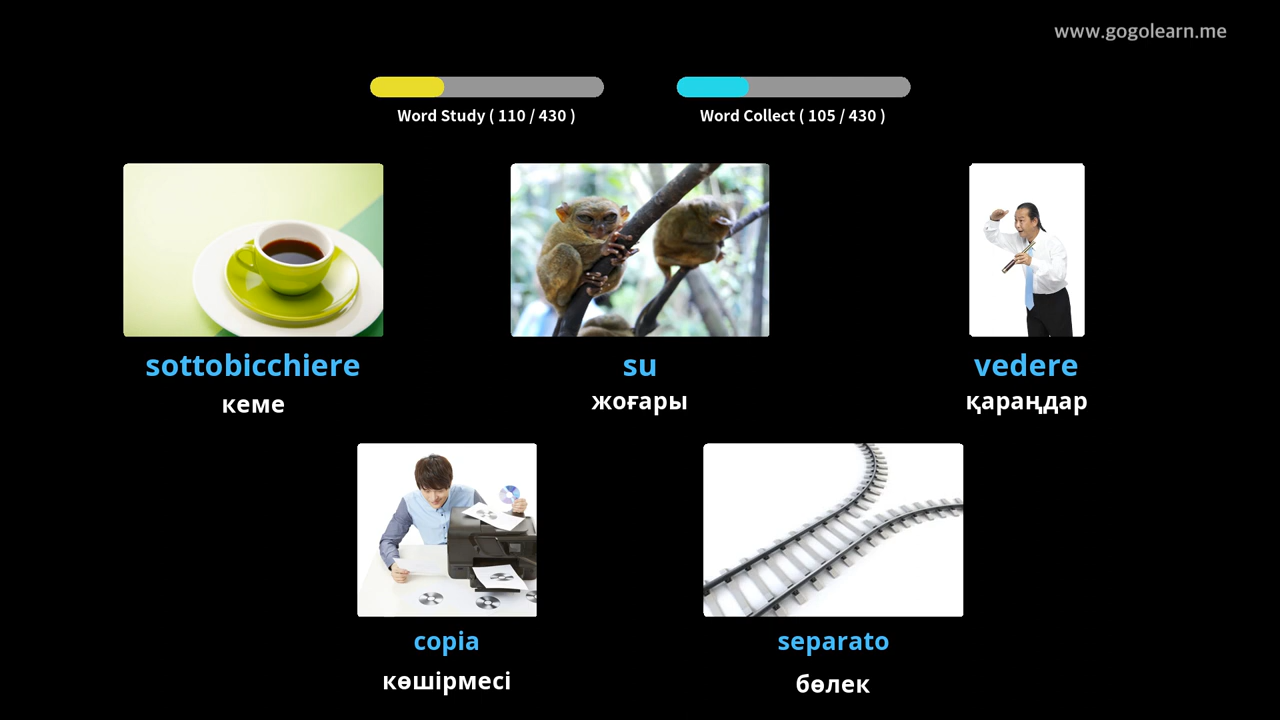 www.gogolearn.me
Word Study ( 110 / 430 )
Word Collect ( 105 / 430 )
sottobicchiere
кеме
su
жоғары
vedere
қараңдар
copia
көшірмесі
separato
бөлек